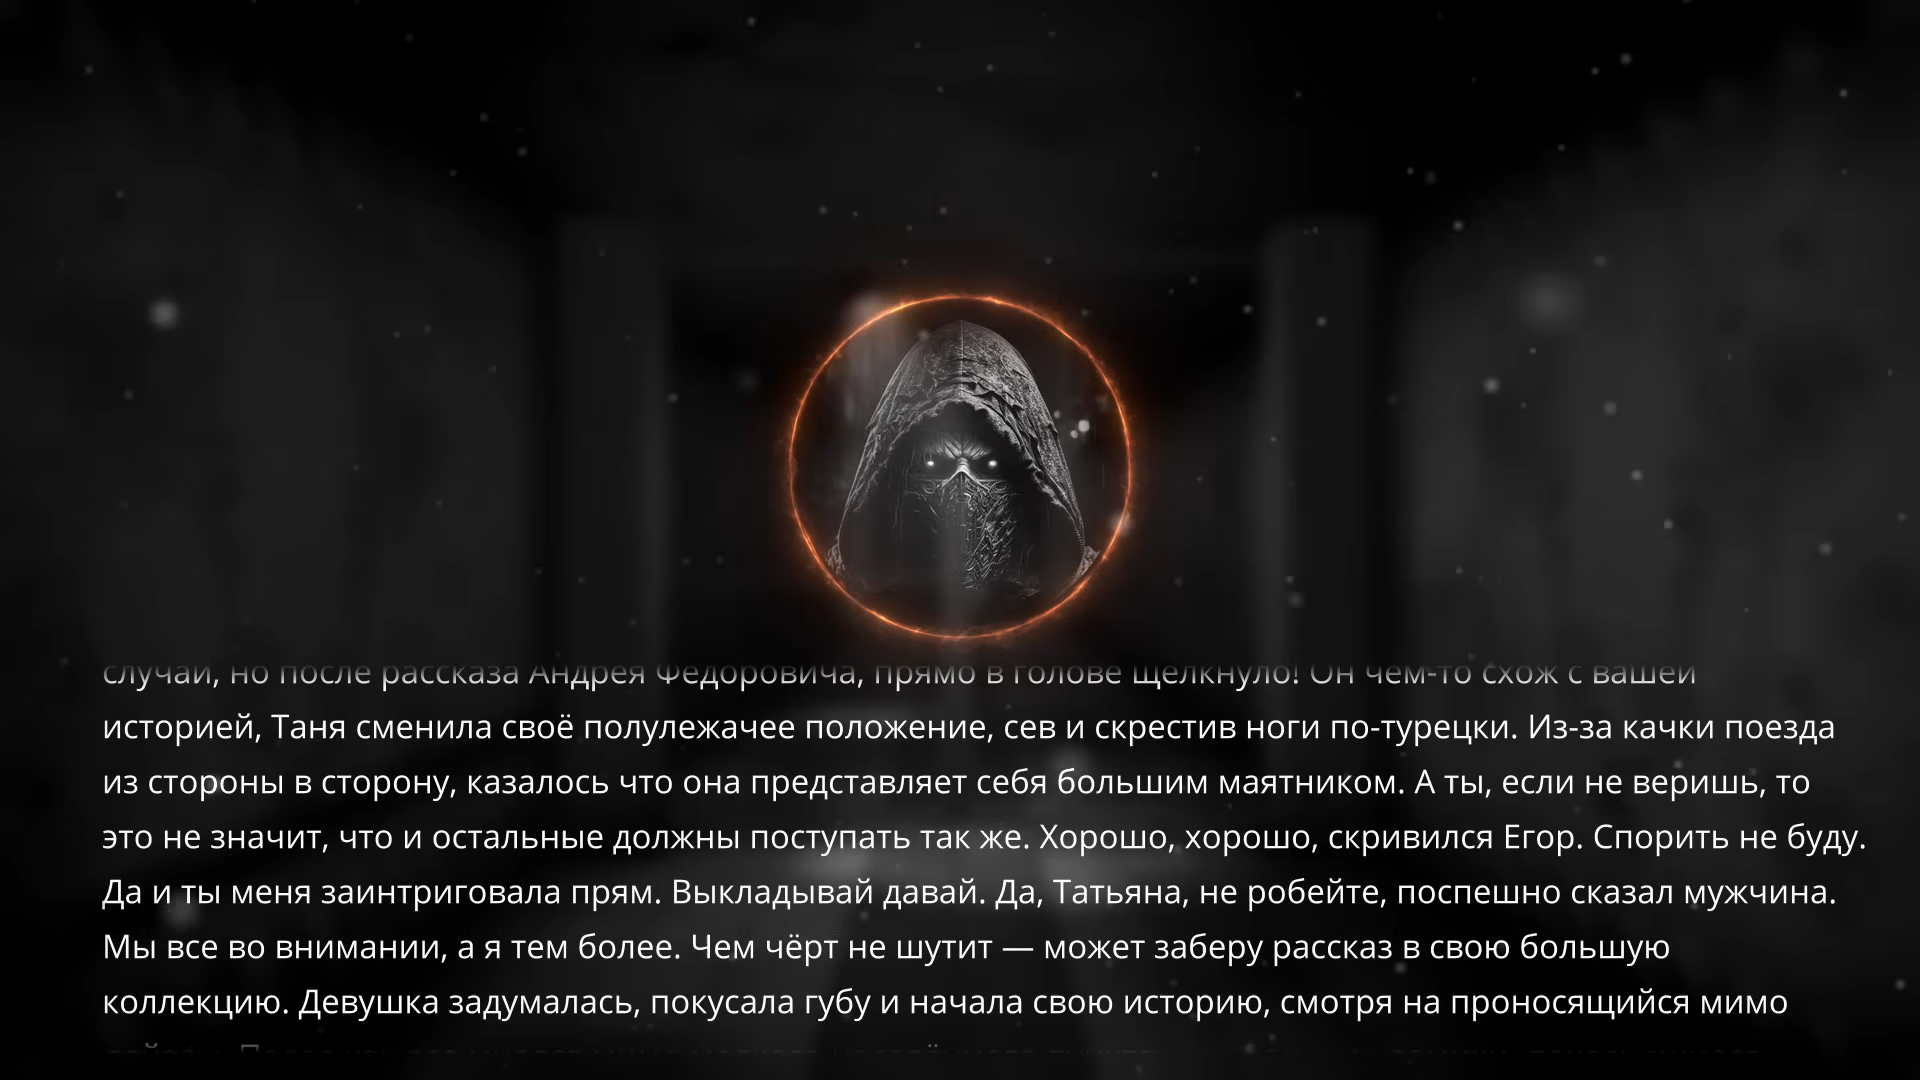 случай, но после рассказа Андрея Федоровича, прямо в голове щелкнуло! Он чем-то схож с вашей
историей, Таня сменила своё полулежачее положение, сев и скрестив ноги по-турецки. Из-за качки поезда
из стороны в сторону, казалось что она представляет себя большим маятником. А ты, если не веришь, то
это не значит, что и остальные должны поступать так же. Хорошо, хорошо, скривился Егор. Спорить не буду.
Да и ты меня заинтриговала прям. Выкладывай давай. Да, Татьяна, не робейте, поспешно сказал мужчина.
Мы все во внимании, а я тем более. Чем чёрт не шутит — может заберу рассказ в свою большую
коллекцию. Девушка задумалась, покусала губу и начала свою историю, смотря на проносящийся мимо